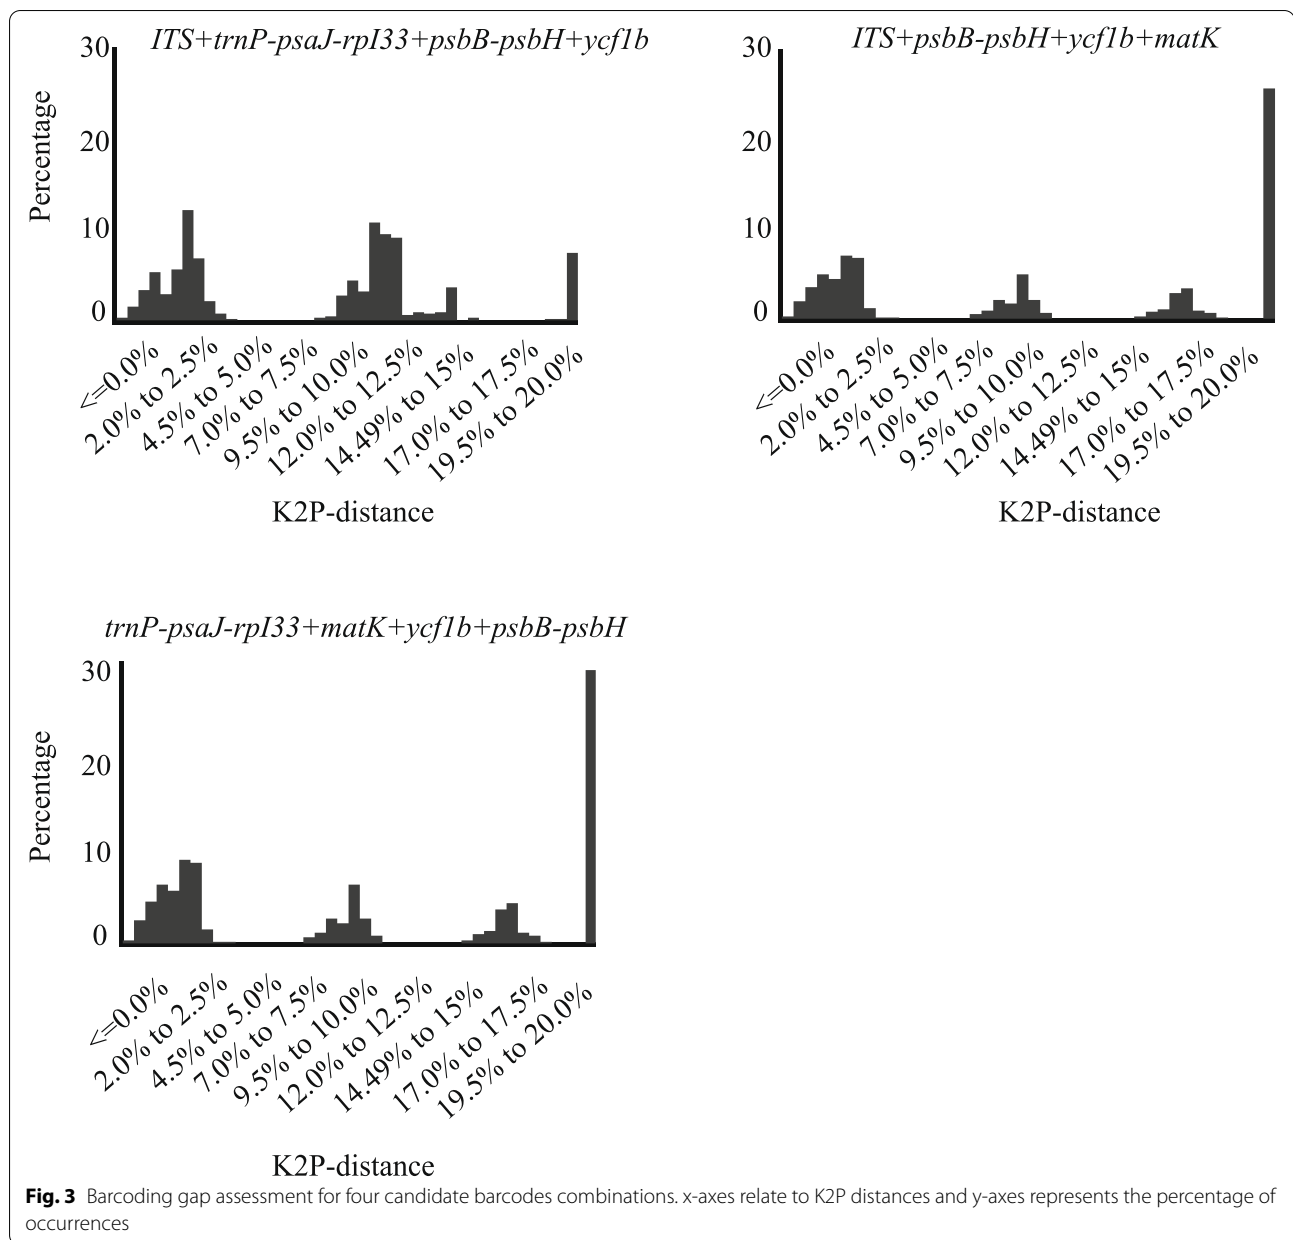 ITS+trnP-psaJ-rpI33+psbB-psbH+ycf1b
30
20
10
0
Percentage
<=0.0%
2.0% to 2.5%
4.5% to 5.0%
7.0% to 7.5%
9.5% to 10.0%
12.0% to 12.5%
14.49% to 15%
17.0% to 17.5%
19.5% to 20.0%
K2P-distance
ITS+psbB-psbH+ycf1b+matK
30
20
10
0
<=0.0%
2.0% to 2.5%
4.5% to 5.0%
7.0% to 7.5%
9.5% to 10.0%
12.0% to 12.5%
14.49% to 15%
17.0% to 17.5%
19.5% to 20.0%
K2P-distance
trnP-psaJ-rpI33+matK+ycf1b+psbB-psbH
30
20
10
0
Percentage
<=0.0%
2.0% to 2.5%
4.5% to 5.0%
7.0% to 7.5%
9.5% to 10.0%
12.0% to 12.5%
14.49% to 15%
17.0% to 17.5%
19.5% to 20.0%
K2P-distance
Fig. 3 Barcoding gap assessment for four candidate barcodes combinations. x-axes relate to K2P distances and y-axes represents the percentage of
occurrences